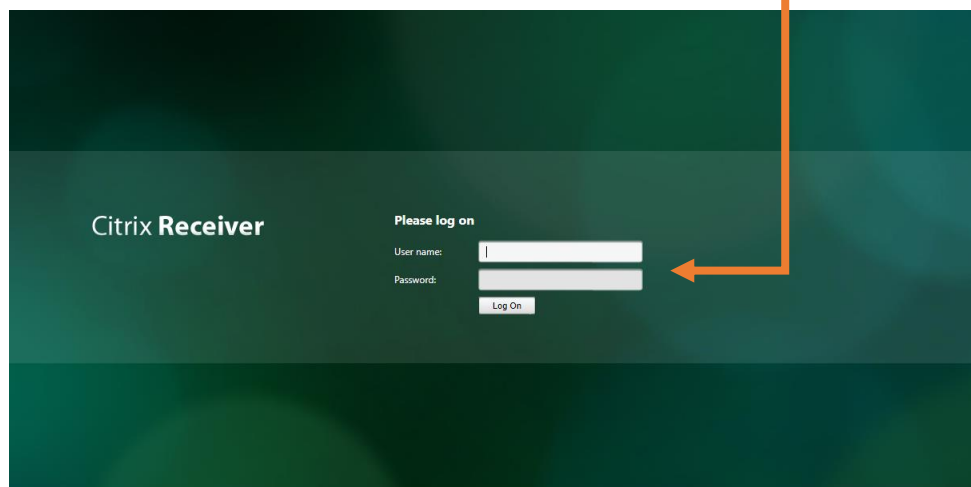 Citrix Receiver
Please log on
User name:
Password:
Log On